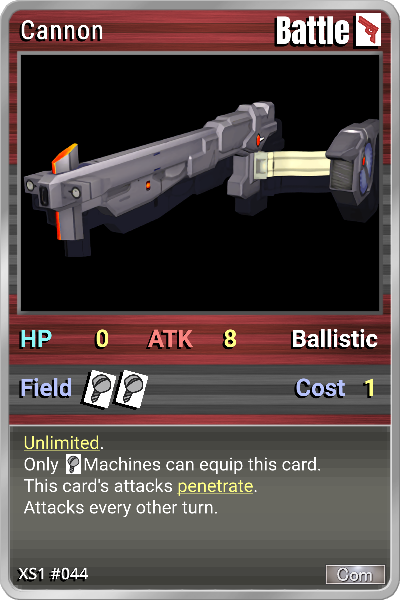 Cannon Battle
HP 0 ATK 8 Ballistic
Field Cost 1
Unlimited.
Only Machines can equip this card.
This card's attacks penetrate.
Attacks every other turn.
XS1 #044 Com